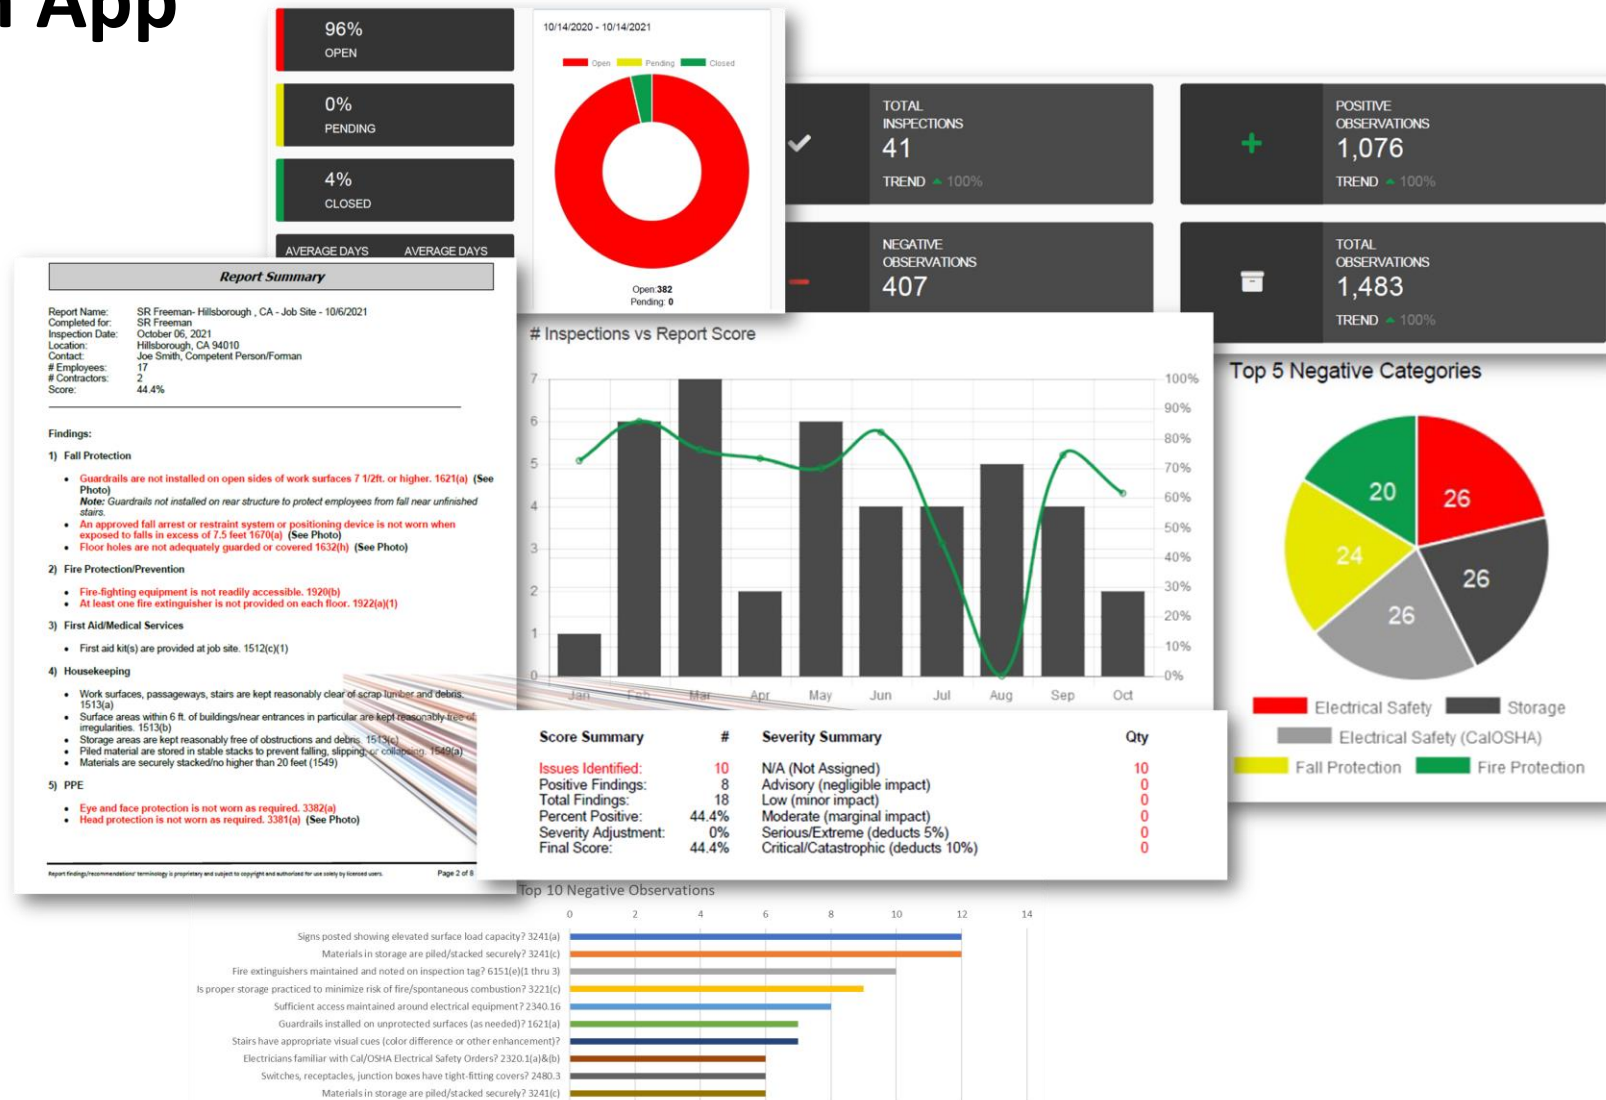 App
96%
OPEN
0%
PENDING
4%
CLOSED
AVERAGE DAYS AVERAGE DAYS
10/14/2020 - 10/14/2021
Open Pending Closed
Open:382
Pending: 0
TOTAL
INSPECTIONS
41
TREND 100%
POSITIVE
OBSERVATIONS
1,076
TREND 100%
NEGATIVE
OBSERVATIONS
407
TOTAL
OBSERVATIONS
1,483
TREND 100%
Report Summary
Report Name: SR Freeman- Hillsborough , CA - Job Site - 10/6/2021
Completed for: SR Freeman
Inspection Date: October 06, 2021
Location: Hillsborough, CA 94010
Contact: Joe Smith, Competent Person/Forman
# Employees: 17
# Contractors: 2
Score: 44.4%
Findings:
1) Fall Protection
• Guardrails are not installed on open sides of work surfaces 7 1/2ft. or higher. 1621(a) (See
Photo)
Note: Guardrails not installed on rear structure to protect employees from fall near unfinished
stairs.
• An approved fall arrest or restraint system or positioning device is not worn when
exposed to falls in excess of 7.5 feet 1670(a) (See Photo)
• Floor holes are not adequately guarded or covered 1632(h) (See Photo)
2) Fire Protection/Prevention
• Fire-fighting equipment is not readily accessible. 1920(b)
• At least one fire extinguisher is not provided on each floor. 1922(a)(1)
3) First Aid/Medical Services
• First aid kit(s) are provided at job site. 1512(c)(1)
4) Housekeeping
• Work surfaces, passageways, stairs are kept reasonably clear of scrap lumber and debris.
1513(a)
• Surface areas within 6 ft. of buildings/near entrances in particular are kept reasonably free of
irregularities. 1513(b)
• Storage areas are kept reasonably free of obstructions and debris. 1513(c)
• Piled material are stored in stable stacks to prevent falling, slipping, or collapsing. 1549(a)
• Materials are securely stacked/no higher than 20 feet (1549)
5) PPE
• Eye and face protection is not worn as required. 3382(a)
• Head protection is not worn as required. 3381(a) (See Photo)
Report findings/recommendations' terminology is proprietary and subject to copyright and authorized for use solely by licensed users. Page 2 of 8
# Inspections vs Report Score
7
6
5
4
3
2
1
0
100%
90%
80%
70%
60%
50%
40%
30%
20%
10%
0%
Jan Feb Mar Apr May Jun Jul Aug Sep Oct
Top 5 Negative Categories
20
26
24
26
26
Electrical Safety Storage
Electrical Safety (CalOSHA)
Fall Protection Fire Protection
Score Summary # Severity Summary Qty
Issues Identified: 10 N/A (Not Assigned) 10
Positive Findings: 8 Advisory (negligible impact) 0
Total Findings: 18 Low (minor impact) 0
Percent Positive: 44.4% Moderate (marginal impact) 0
Severity Adjustment: 0% Serious/Extreme (deducts 5%) 0
Final Score: 44.4% Critical/Catastrophic (deducts 10%) 0
Top 10 Negative Observations
0 2 4 6 8 10 12 14
Signs posted showing elevated surface load capacity? 3241(a)
Materials in storage are piled/stacked securely? 3241(c)
Fire extinguishers maintained and noted on inspection tag? 6151(e)(1 thru 3)
Is proper storage practiced to minimize risk of fire/spontaneous combustion? 3221(c)
Sufficient access maintained around electrical equipment? 2340.16
Guardrails installed on unprotected surfaces (as needed)? 1621(a)
Stairs have appropriate visual cues (color difference or other enhancement)?
Electricians familiar with Cal/OSHA Electrical Safety Orders? 2320.1(a)&(b)
Switches, receptacles, junction boxes have tight-fitting covers? 2480.3
Materials in storage are piled/stacked securely? 3241(c)